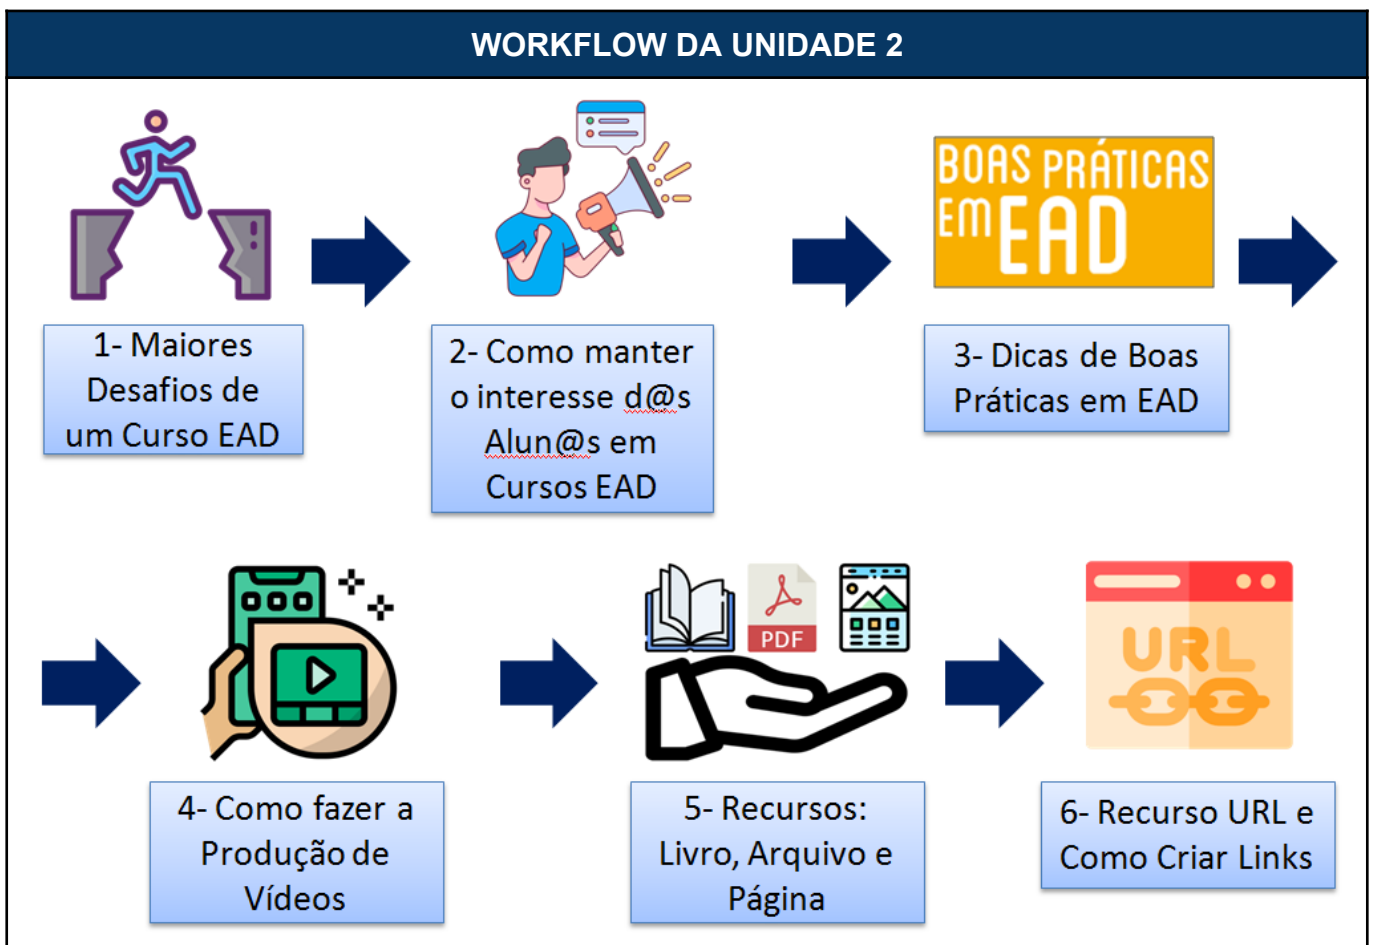 WORKFLOW DA UNIDADE 2
BOAS PRÁTICAS
EM EAD
1- Maiores
Desafios de
um Curso EAD
2- Como manter
o interesse d@s
Alun@s em
Cursos EAD
3- Dicas de Boas
Práticas em EAD
PDF
URL
4- Como fazer a
Produção de
Vídeos
5- Recursos:
Livro, Arquivo e
Página
6- Recurso URL e
Como Criar Links